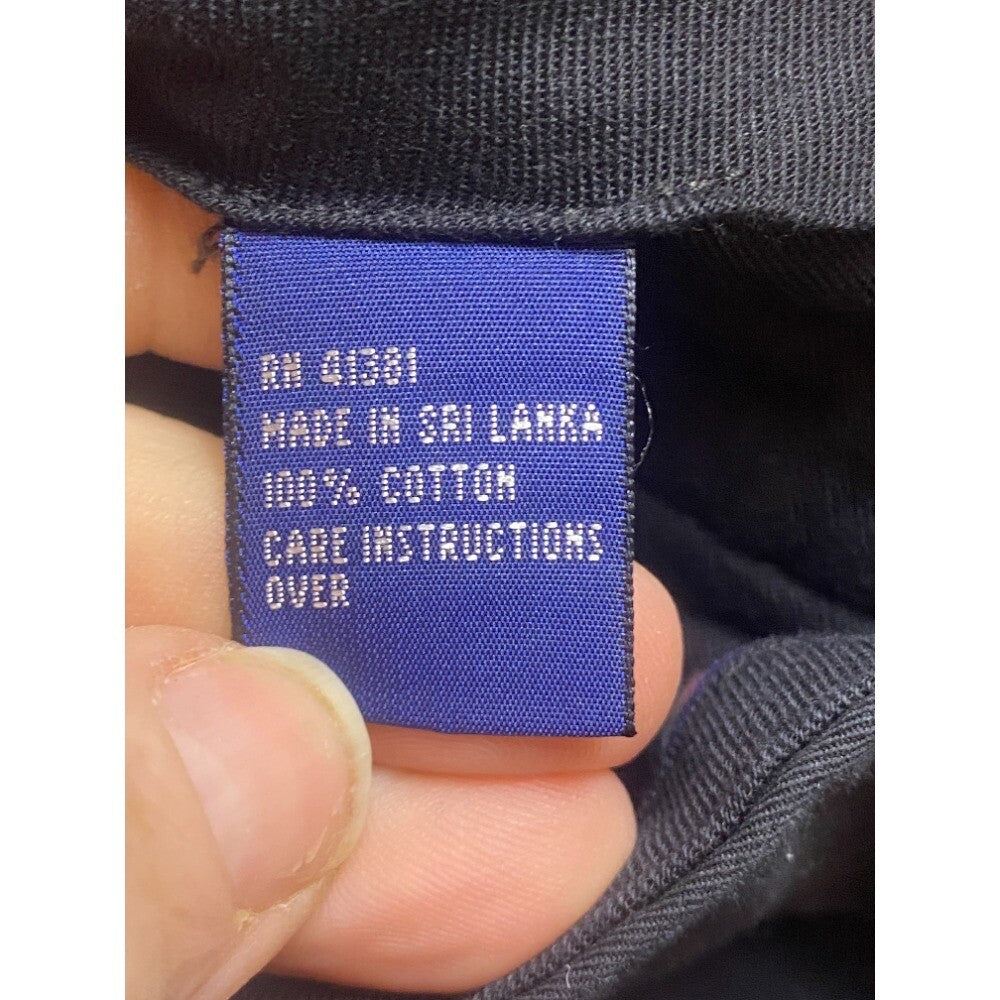 RN 41381
MADE IN SRI LANKA
100% COTTON
CARE INSTRUCTIONS
OVER